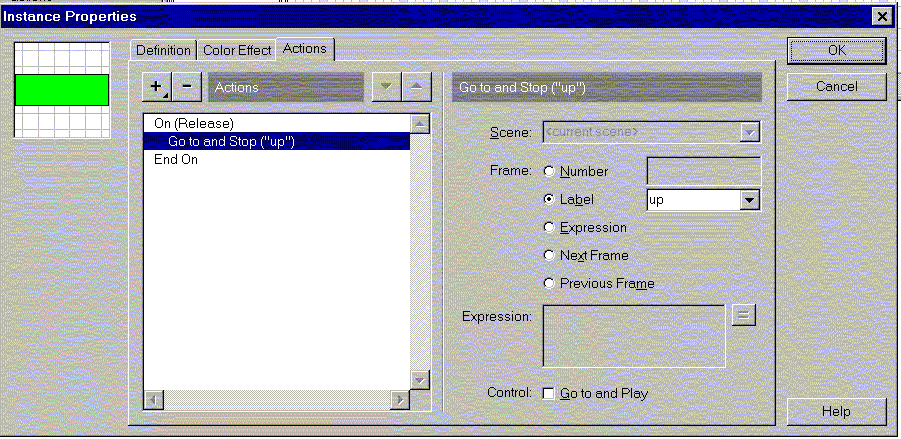 Instance Properties
Definition
Color Effect
Actions
OK
Cancel
+
-
Actions
Go to and Stop ("up")
On (Release)
Go to and Stop ("up")
End On
Scene:
<current scene>
Frame:
Number
Label
up
Expression
Next Frame
Previous Frame
Expression:
=
Control:
Go to and Play
Help